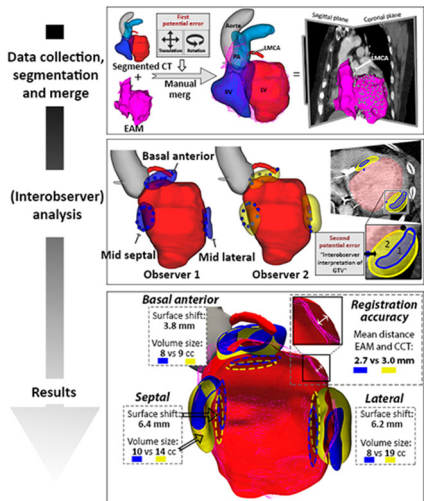 Data collection,
segmentation
and merge
First
potential error
Translation
Rotation
Segmented CT
+
EAM
Manual
merg
Aorta
PA
LMCA
RV
LV
=
Sagittal plane
Coronal plane
LMCA
(Interobserver)
analysis
Basal anterior
Mid septal
Mid lateral
Observer 1
Observer 2
Second
potential error
"Interobserver
interpretation of
GTV"
2
1
Results
Basal anterior
Surface shift:
3.8 mm
Volume size:
8 vs 9 cc
Registration
accuracy
Mean distance
EAM and CCT:
2.7 vs 3.0 mm
Septal
Surface shift:
6.4 mm
Volume size:
10 vs 14 cc
Lateral
Surface shift:
6.2 mm
Volume size:
8 vs 19 cc